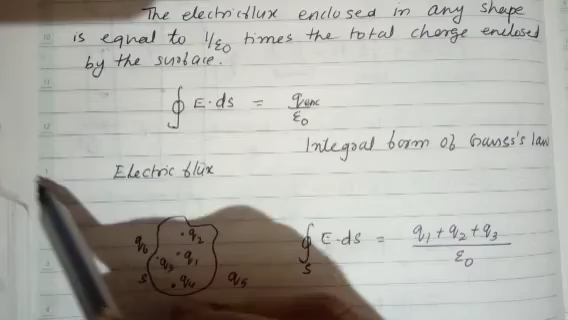 The electric flux enclosed in any shape
is equal to 1/ε0 times the total charge enclosed
by the surface.
∮ E·ds = qenc/ε0
Integral form of Gauss's law
Electric flux
q6 ·q2
·q3 ·q1
S ·q4 q5
∮S E·ds = q1+q2+q3/ε0